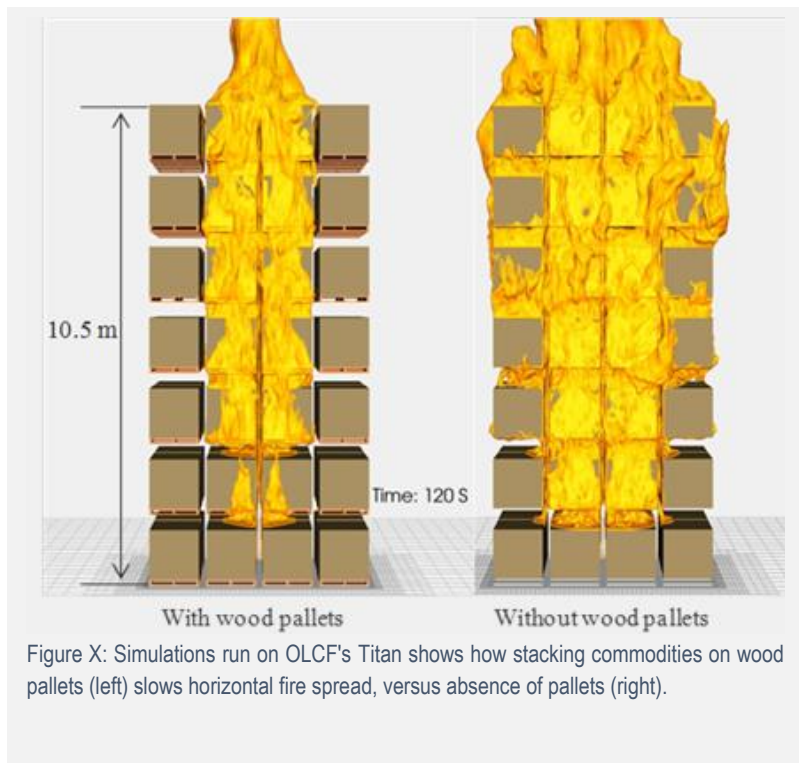 10.5 m
Time: 120 S
With wood pallets
Without wood pallets
Figure X: Simulations run on OLCF's Titan shows how stacking commodities on wood
pallets (left) slows horizontal fire spread, versus absence of pallets (right).